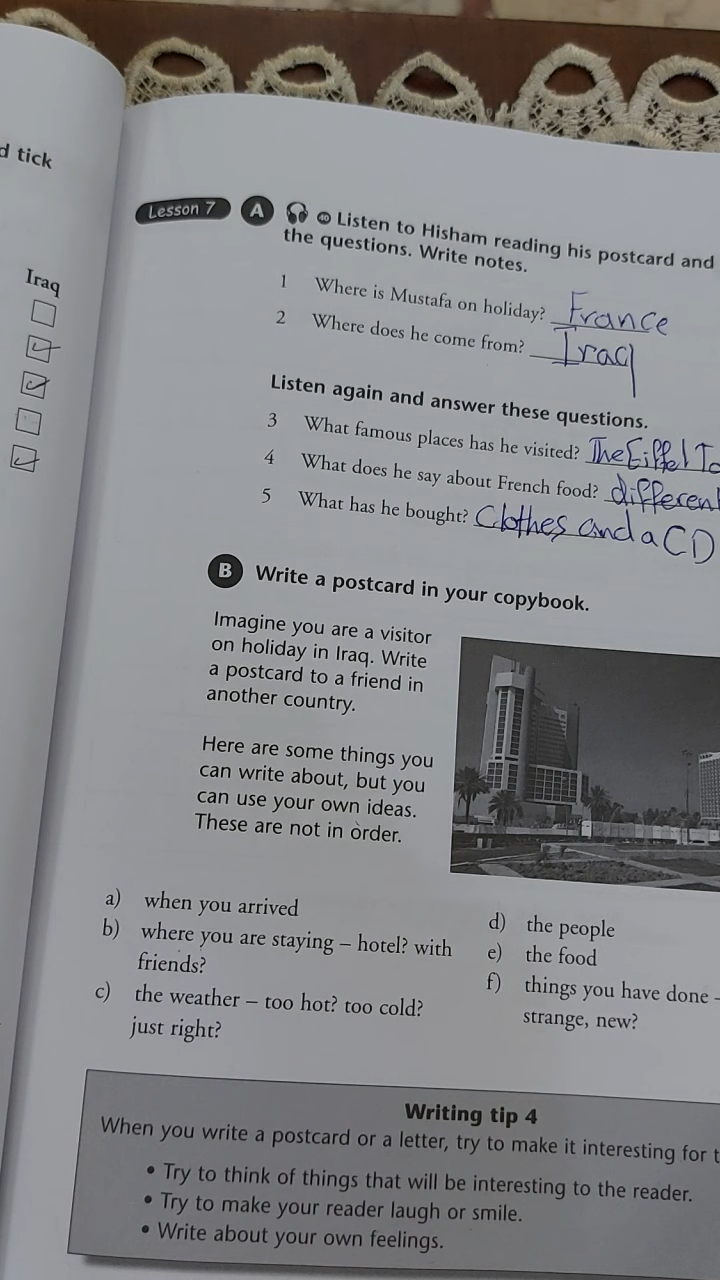 d tick
Iraq
Lesson 7 A Listen to Hisham reading his postcard and
the questions. Write notes.
1 Where is Mustafa on holiday? France
2 Where does he come from? Iraq
Listen again and answer these questions.
3 What famous places has he visited? The Eiffel To
4 What does he say about French food? different
5 What has he bought? Clothes and a CD
B Write a postcard in your copybook.
Imagine you are a visitor
on holiday in Iraq. Write
a postcard to a friend in
another country.
Here are some things you
can write about, but you
can use your own ideas.
These are not in order.
a) when you arrived
b) where you are staying – hotel? with
friends?
c) the weather – too hot? too cold?
just right?
d) the people
e) the food
f) things you have done –
strange, new?
Writing tip 4
When you write a postcard or a letter, try to make it interesting for t
• Try to think of things that will be interesting to the reader.
• Try to make your reader laugh or smile.
• Write about your own feelings.